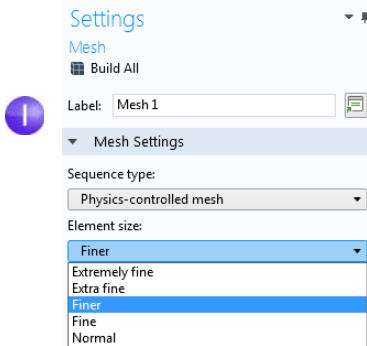 Settings
Mesh
Build All
Label: Mesh 1
Mesh Settings
Sequence type:
Physics-controlled mesh
Element size:
Finer
Extremely fine
Extra fine
Finer
Fine
Normal